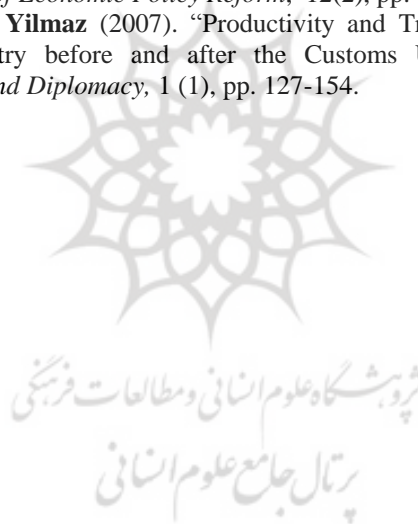 of Economic Policy Reform, 12(2), pp.
Yilmaz (2007). “Productivity and Tr
try before and after the Customs U
nd Diplomacy, 1 (1), pp. 127-154.
پژوهشگاه علوم انسانی و مطالعات فرهنگی
پرتال جامع علوم انسانی